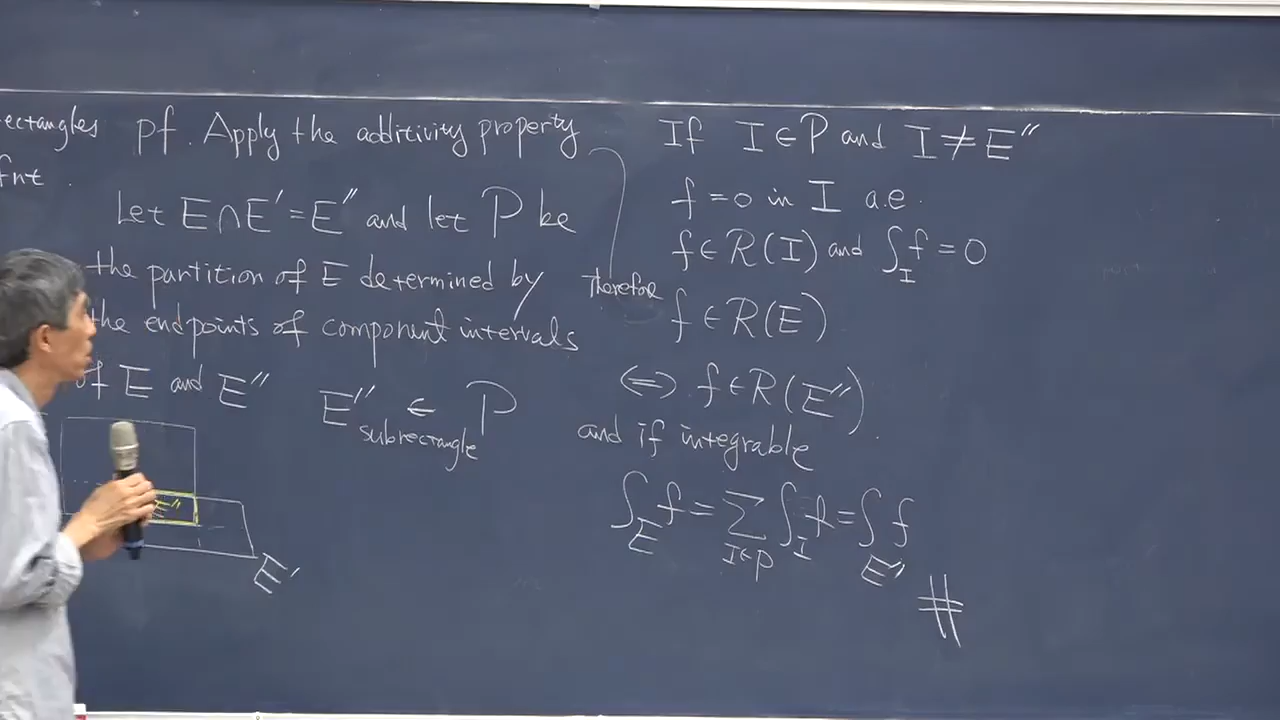 ectangles
fnt.
pf. Apply the additivity property
Let E∩E′=E″ and let P be
the partition of E determined by
the endpoints of component intervals
of E and E″
E″ ∈ P
subrectangle
E″
E′
If I∈P and I≠E″
f=0 in I a.e.
f∈R(I) and ∫_I f=0
therefore f∈R(E)
⇔ f∈R(E″)
and if integrable
∫_E f=∑_{I∈P} ∫_I f=∫_{E″} f
#